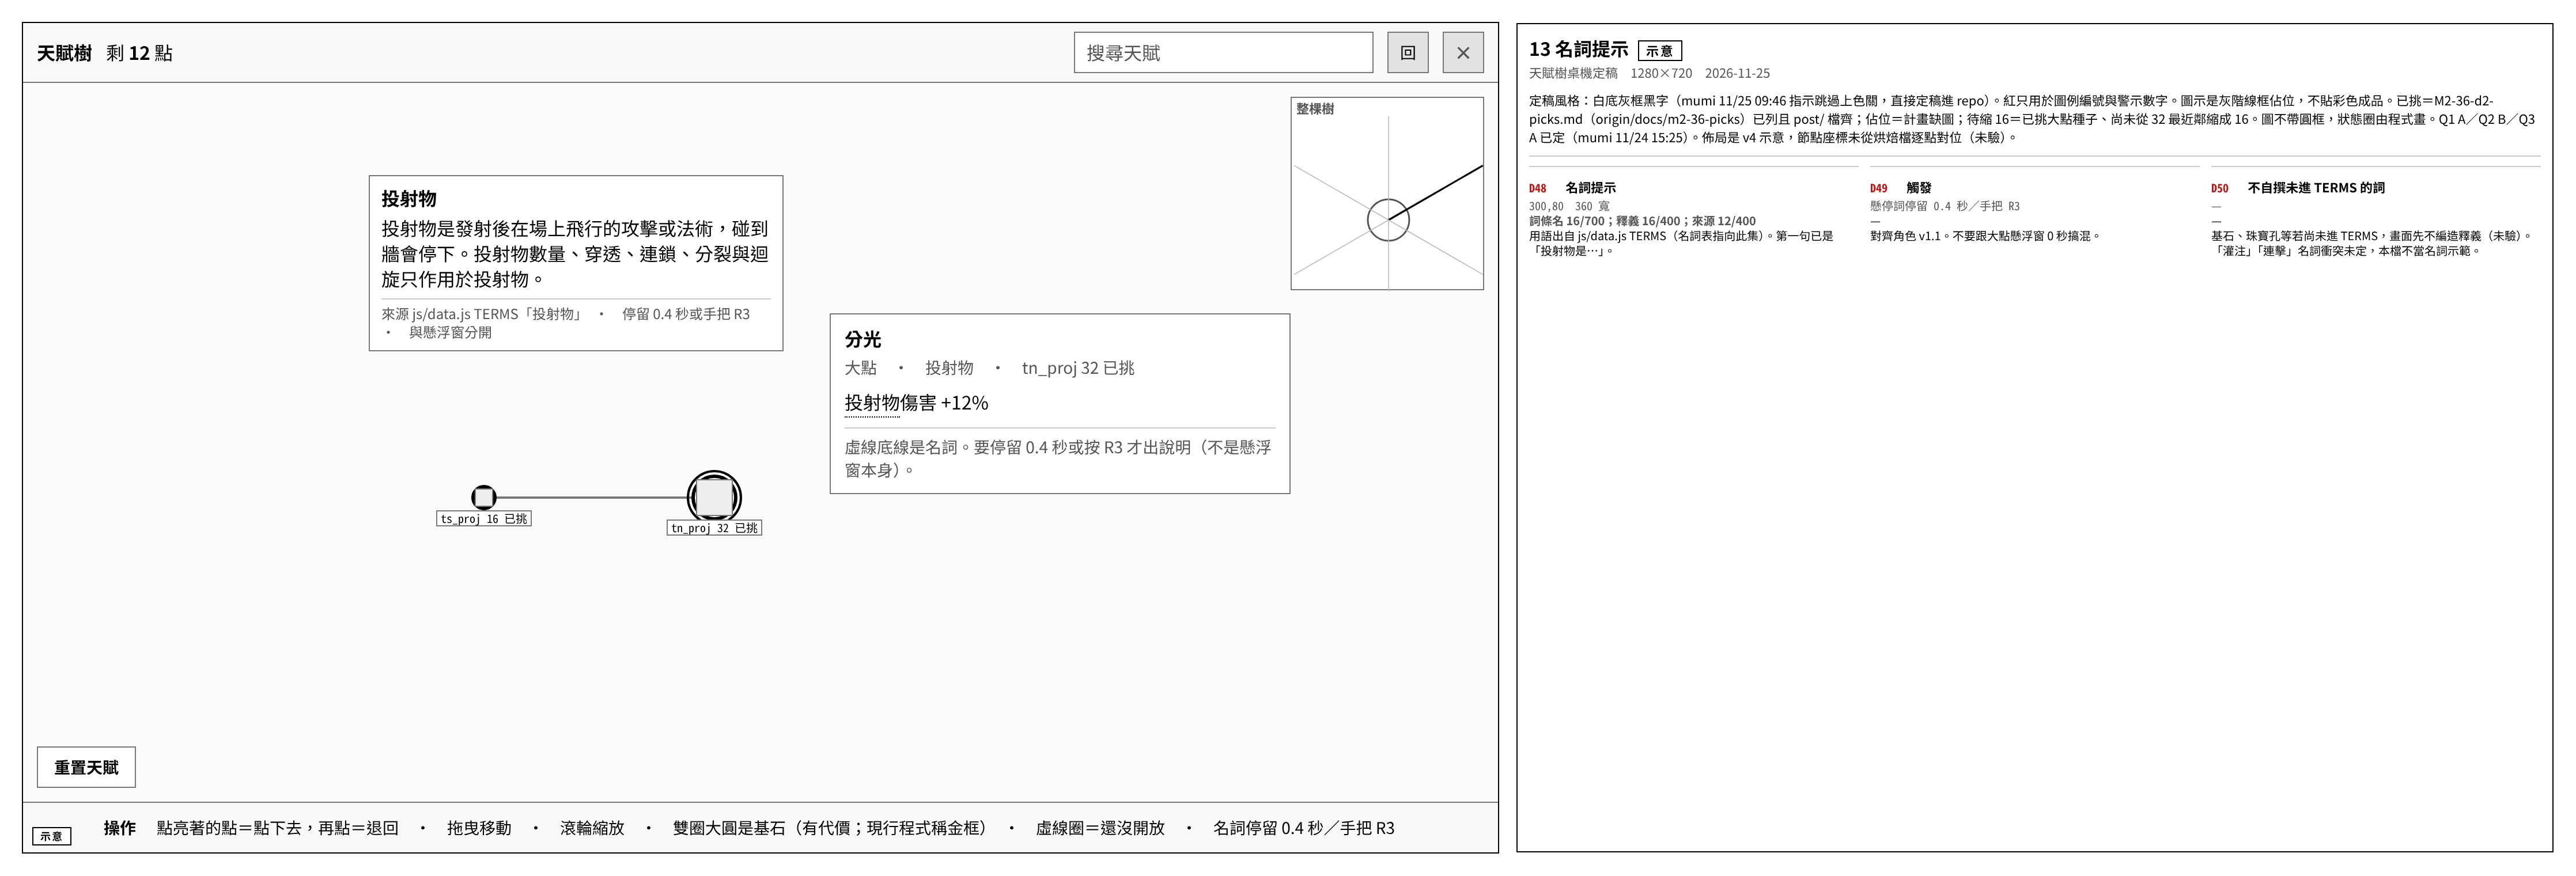 天賦樹 剩 12 點
搜尋天賦
回
×
整棵樹
投射物
投射物是發射後在場上飛行的攻擊或法術，碰到
牆會停下。投射物數量、穿透、連鎖、分裂與迴
旋只作用於投射物。
來源 js/data.js TERMS「投射物」 · 停留 0.4 秒或手把 R3
· 與懸浮窗分開
分光
大點 · 投射物 · tn_proj 32 已挑
投射物傷害 +12%
虛線底線是名詞。要停留 0.4 秒或按 R3 才出說明（不是懸浮
窗本身）。
ts_proj 16 已挑
tn_proj 32 已挑
重置天賦
示意
操作 點亮著的點＝點下去，再點＝退回 · 拖曳移動 · 滾輪縮放 · 雙圈大圓是基石（有代價；現行程式稱金框） · 虛線圈＝還沒開放 · 名詞停留 0.4 秒／手把 R3
13 名詞提示 示意
天賦樹桌機定稿 1280×720 2026-11-25
定稿風格：白底灰框黑字（mumi 11/25 09:46 指示跳過上色關，直接定稿進 repo）。紅只用於圖例編號與警示數字。圖示是灰階線框佔位，不貼彩色成品。已挑＝M2-36-d2-
picks.md（origin/docs/m2-36-picks）已列且 post/ 檔齊；佔位＝計畫缺圖；待縮 16＝已挑大點種子、尚未從 32 最近鄰縮成 16。圖不帶圓框，狀態圈由程式畫。Q1 A／Q2 B／Q3
A 已定（mumi 11/24 15:25）。佈局是 v4 示意，節點座標未從烘焙檔逐點對位（未驗）。
D48 名詞提示
300,80 360 寬
詞條名 16/700；釋義 16/400；來源 12/400
用語出自 js/data.js TERMS（名詞表指向此集）。第一句已是
「投射物是…」。
D49 觸發
懸停詞停留 0.4 秒／手把 R3
—
對齊角色 v1.1。不要跟大點懸浮窗 0 秒搞混。
D50 不自撰未進 TERMS 的詞
—
—
基石、珠寶孔等若尚未進 TERMS，畫面先不編造釋義（未驗）。
「灌注」「連擊」名詞衝突未定，本檔不當名詞示範。